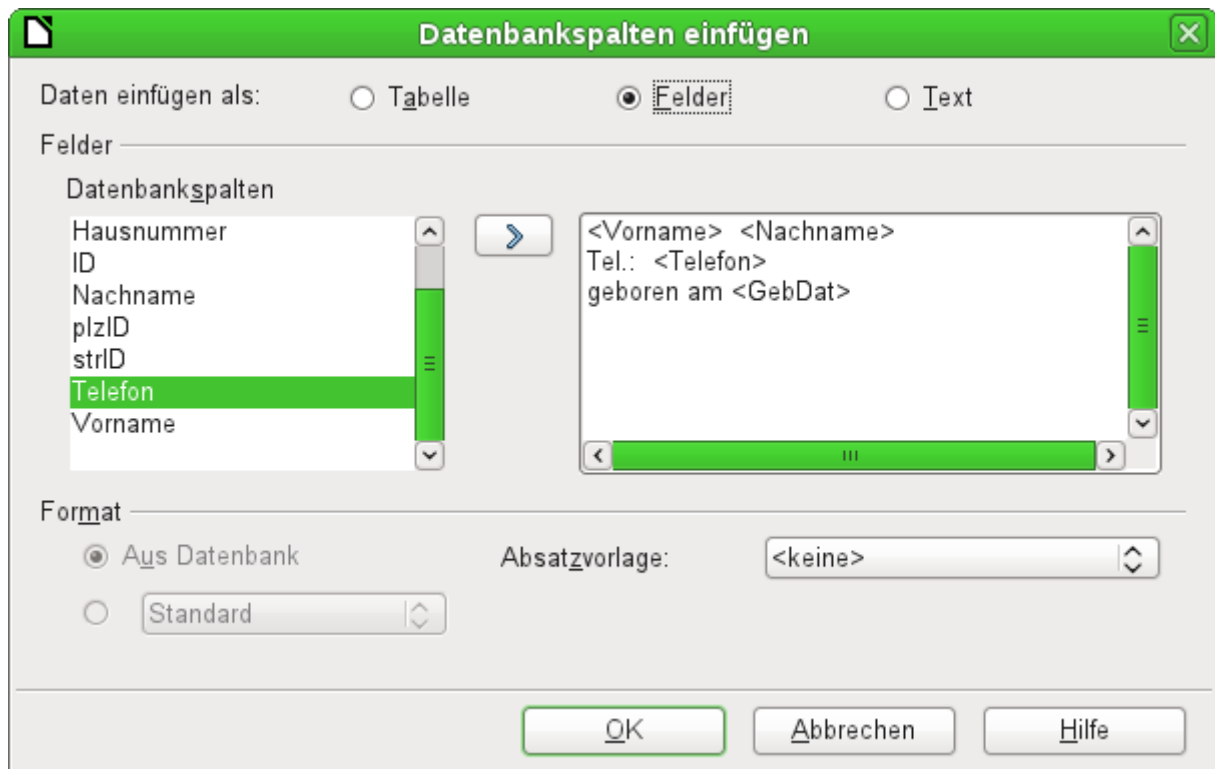 Datenbankspalten einfügen
Daten einfügen als: Tabelle Felder Text
Felder
Datenbankspalten
Hausnummer
ID
Nachname
plzID
strID
Telefon
Vorname
<Vorname> <Nachname>
Tel.: <Telefon>
geboren am <GebDat>
Format
Aus Datenbank
Absatzvorlage: <keine>
Standard
OK Abbrechen Hilfe